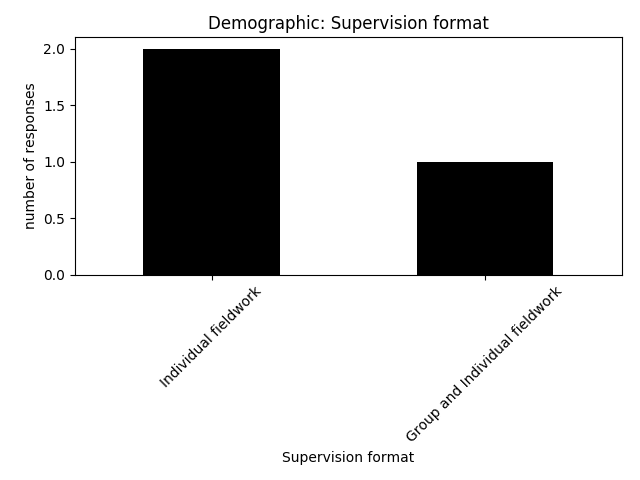 Demographic: Supervision format
number of responses
2.0
1.5
1.0
0.5
0.0
Individual fieldwork
Group and Individual fieldwork
Supervision format